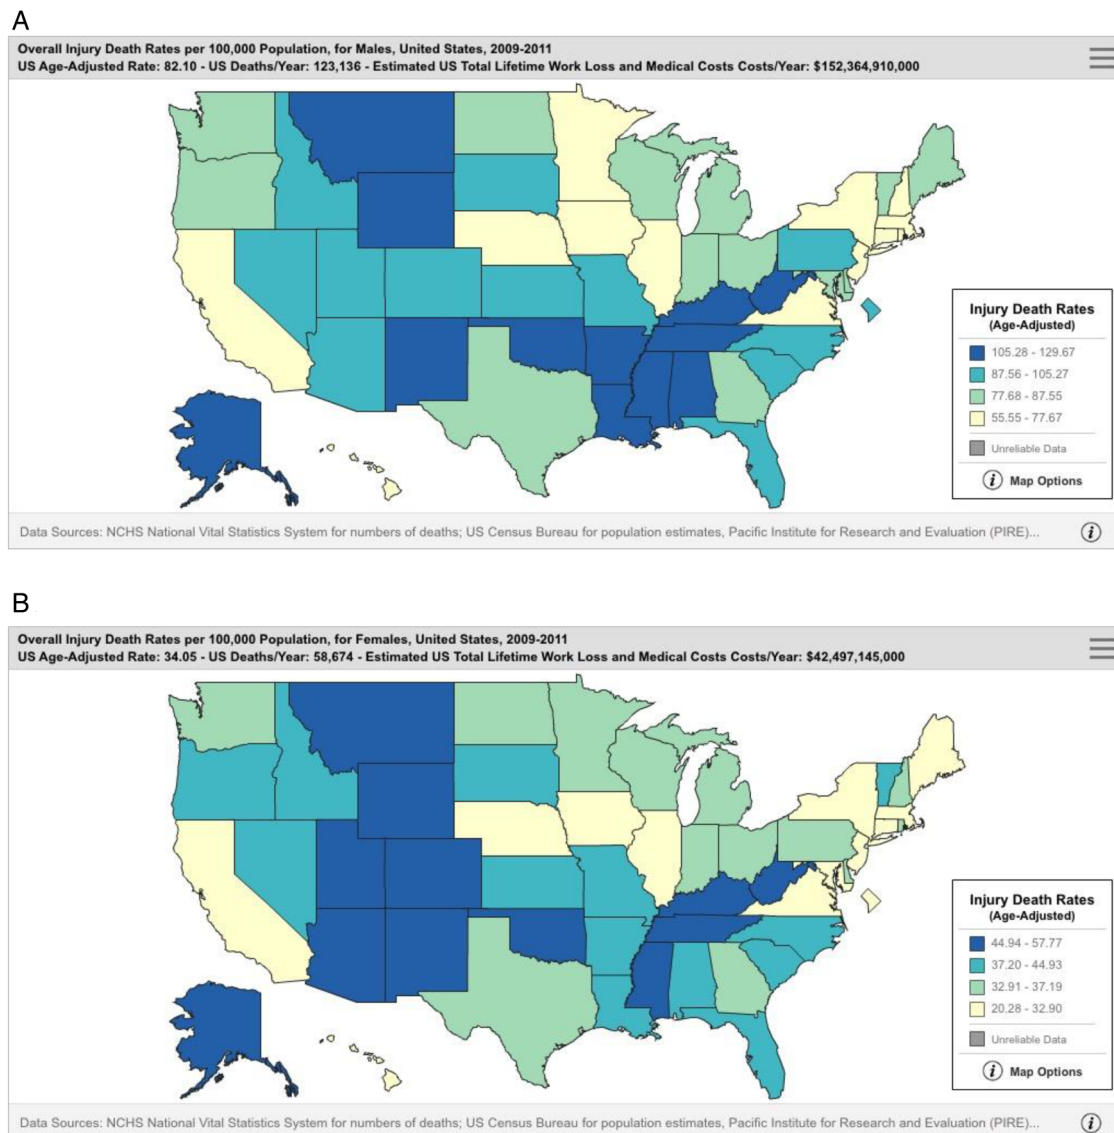 A
Overall Injury Death Rates per 100,000 Population, for Males, United States, 2009-2011
US Age-Adjusted Rate: 82.10 - US Deaths/Year: 123,136 - Estimated US Total Lifetime Work Loss and Medical Costs Costs/Year: $152,364,910,000
Injury Death Rates
(Age-Adjusted)
105.28 - 129.67
87.56 - 105.27
77.68 - 87.55
55.55 - 77.67
Unreliable Data
i Map Options
Data Sources: NCHS National Vital Statistics System for numbers of deaths; US Census Bureau for population estimates, Pacific Institute for Research and Evaluation (PIRE)... i
B
Overall Injury Death Rates per 100,000 Population, for Females, United States, 2009-2011
US Age-Adjusted Rate: 34.05 - US Deaths/Year: 58,674 - Estimated US Total Lifetime Work Loss and Medical Costs Costs/Year: $42,497,145,000
Injury Death Rates
(Age-Adjusted)
44.94 - 57.77
37.20 - 44.93
32.91 - 37.19
20.28 - 32.90
Unreliable Data
i Map Options
Data Sources: NCHS National Vital Statistics System for numbers of deaths; US Census Bureau for population estimates, Pacific Institute for Research and Evaluation (PIRE)... i